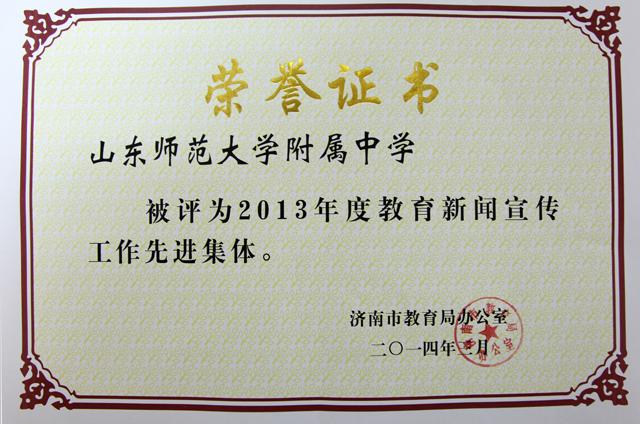 荣誉证书
山东师范大学附属中学
被评为2013年度教育新闻宣传
工作先进集体。
济南市教育局办公室
二〇一四年三月